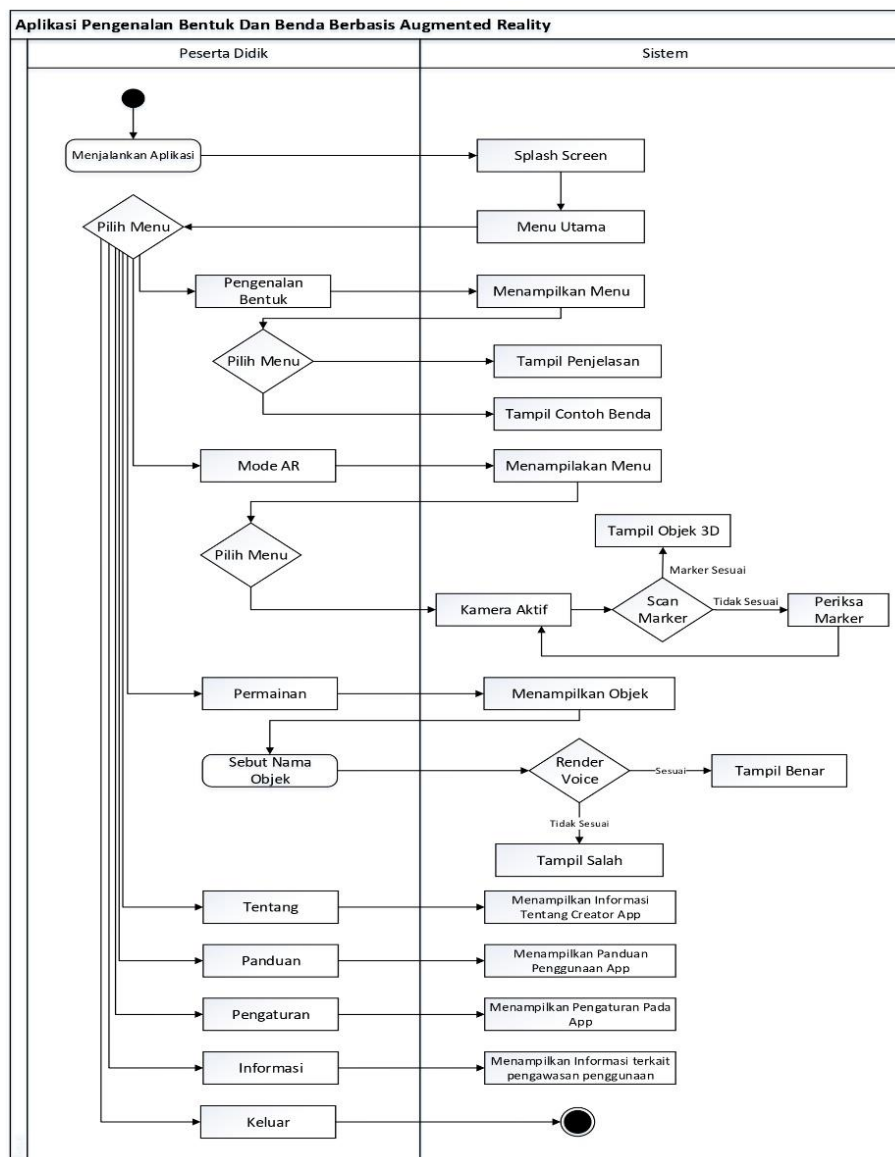 Aplikasi Pengenalan Bentuk Dan Benda Berbasis Augmented Reality
Peserta Didik
Sistem
Menjalankan Aplikasi
Splash Screen
Pilih Menu
Menu Utama
Pengenalan
Bentuk
Menampilkan Menu
Pilih Menu
Tampil Penjelasan
Tampil Contoh Benda
Mode AR
Menampilakan Menu
Pilih Menu
Tampil Objek 3D
Marker Sesuai
Kamera Aktif
Scan
Marker
Tidak Sesuai
Periksa
Marker
Permainan
Menampilkan Objek
Sebut Nama
Objek
Render
Voice
Sesuai
Tampil Benar
Tidak Sesuai
Tampil Salah
Tentang
Menampilkan Informasi
Tentang Creator App
Panduan
Menampilkan Panduan
Penggunaan App
Pengaturan
Menampilkan Pengaturan Pada
App
Informasi
Menampilkan Informasi terkait
pengawasan penggunaan
Keluar